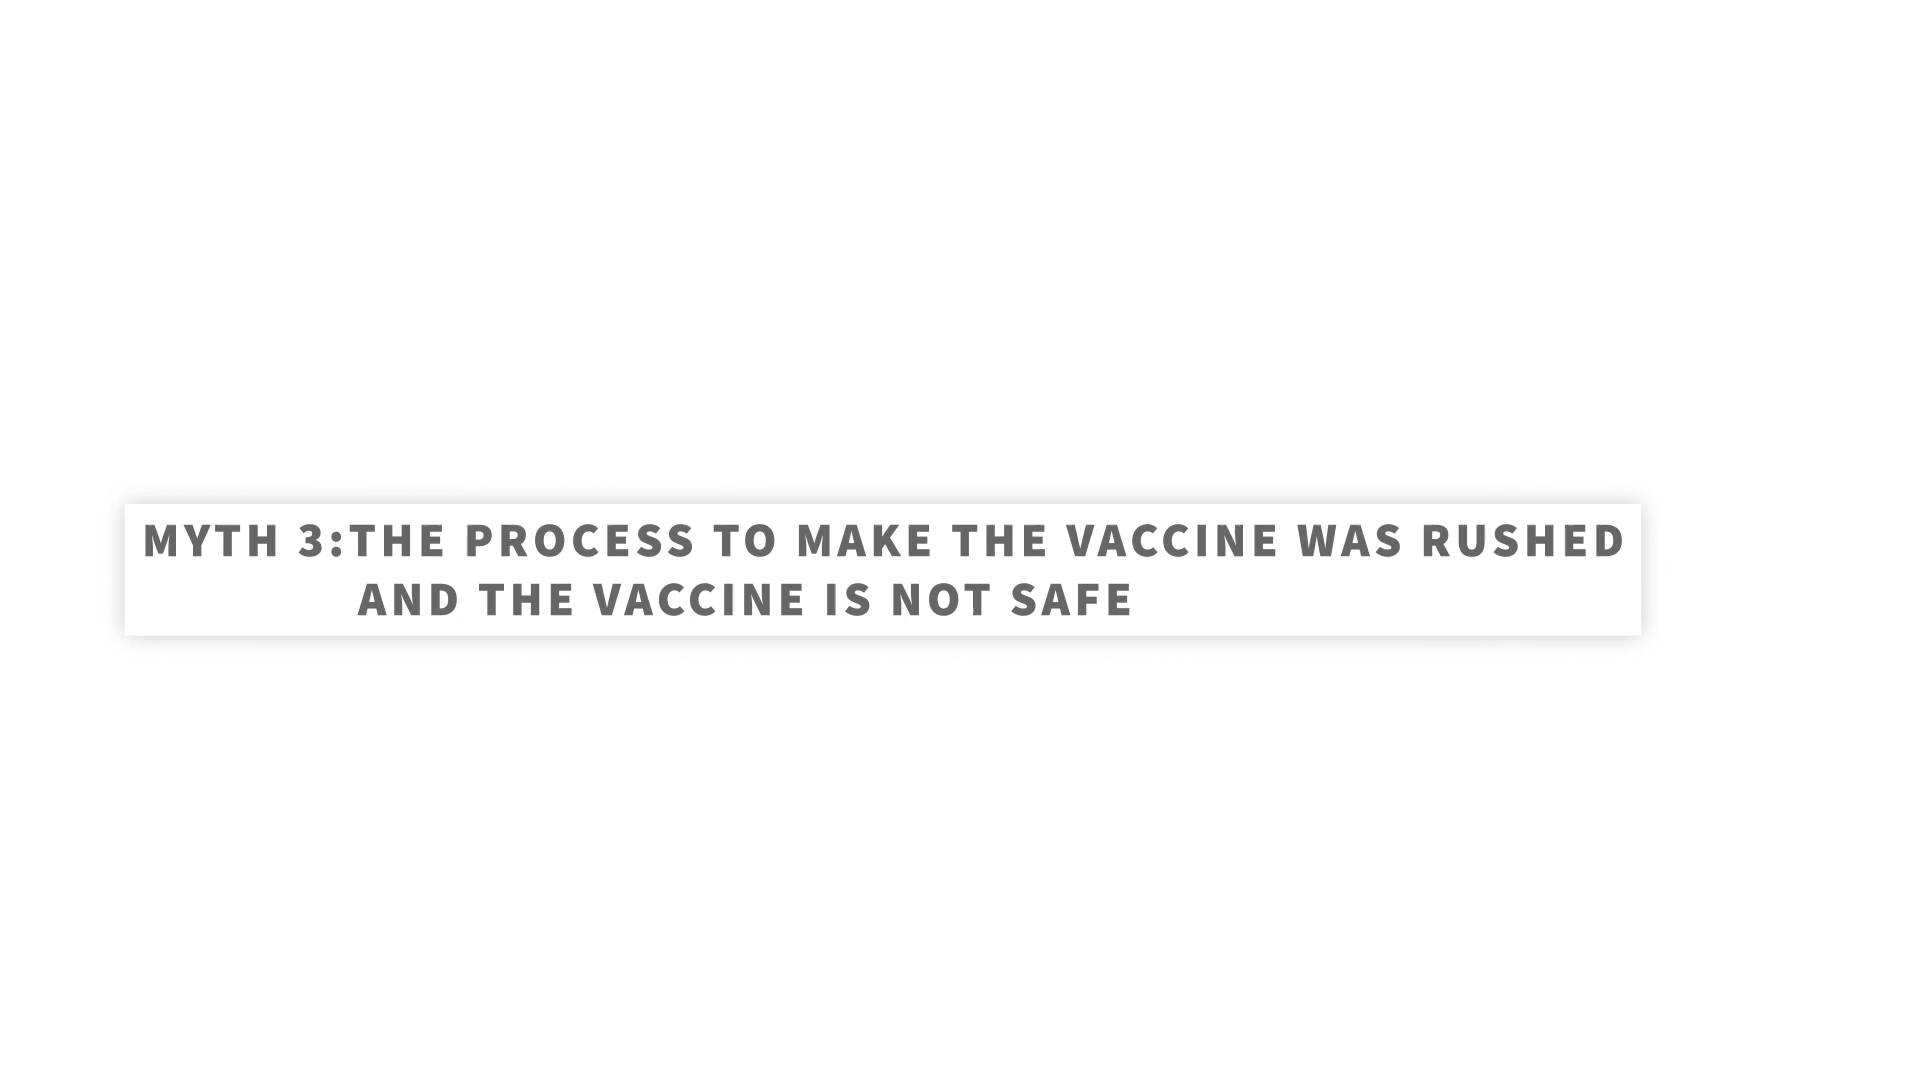 MYTH 3:THE PROCESS TO MAKE THE VACCINE WAS RUSHED
AND THE VACCINE IS NOT SAFE